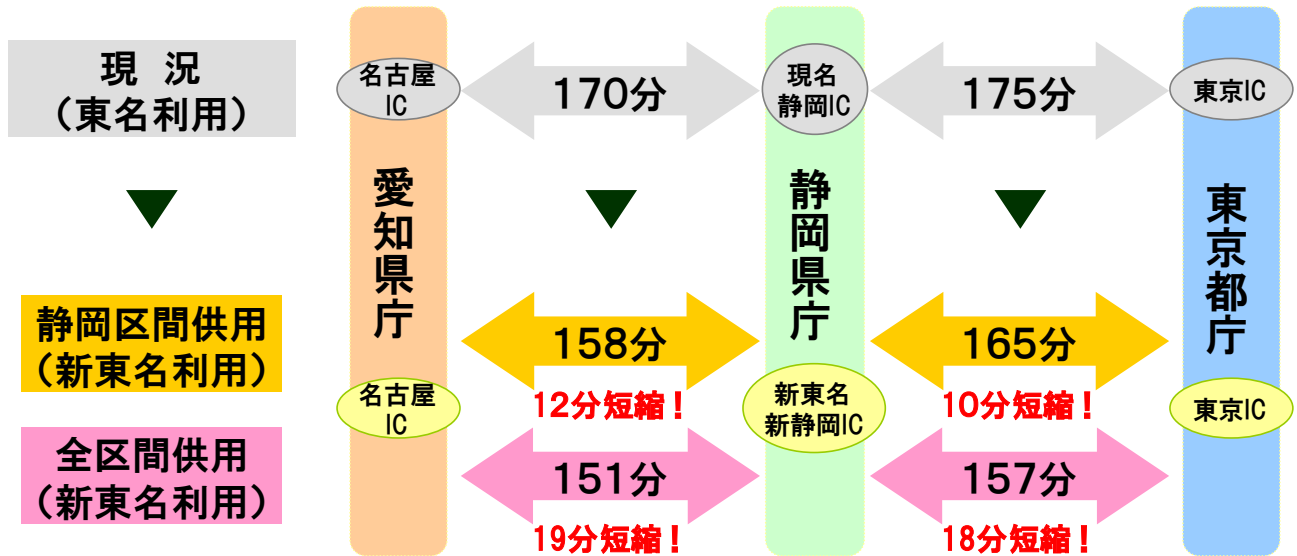 現 況
（東名利用）
名古屋
IC
170分
現名
静岡IC
175分
東京IC
愛知県庁
静岡県庁
東京都庁
静岡区間供用
（新東名利用）
158分
165分
12分短縮！
10分短縮！
名古屋
IC
新東名
新静岡IC
東京IC
全区間供用
（新東名利用）
151分
157分
19分短縮！
18分短縮！